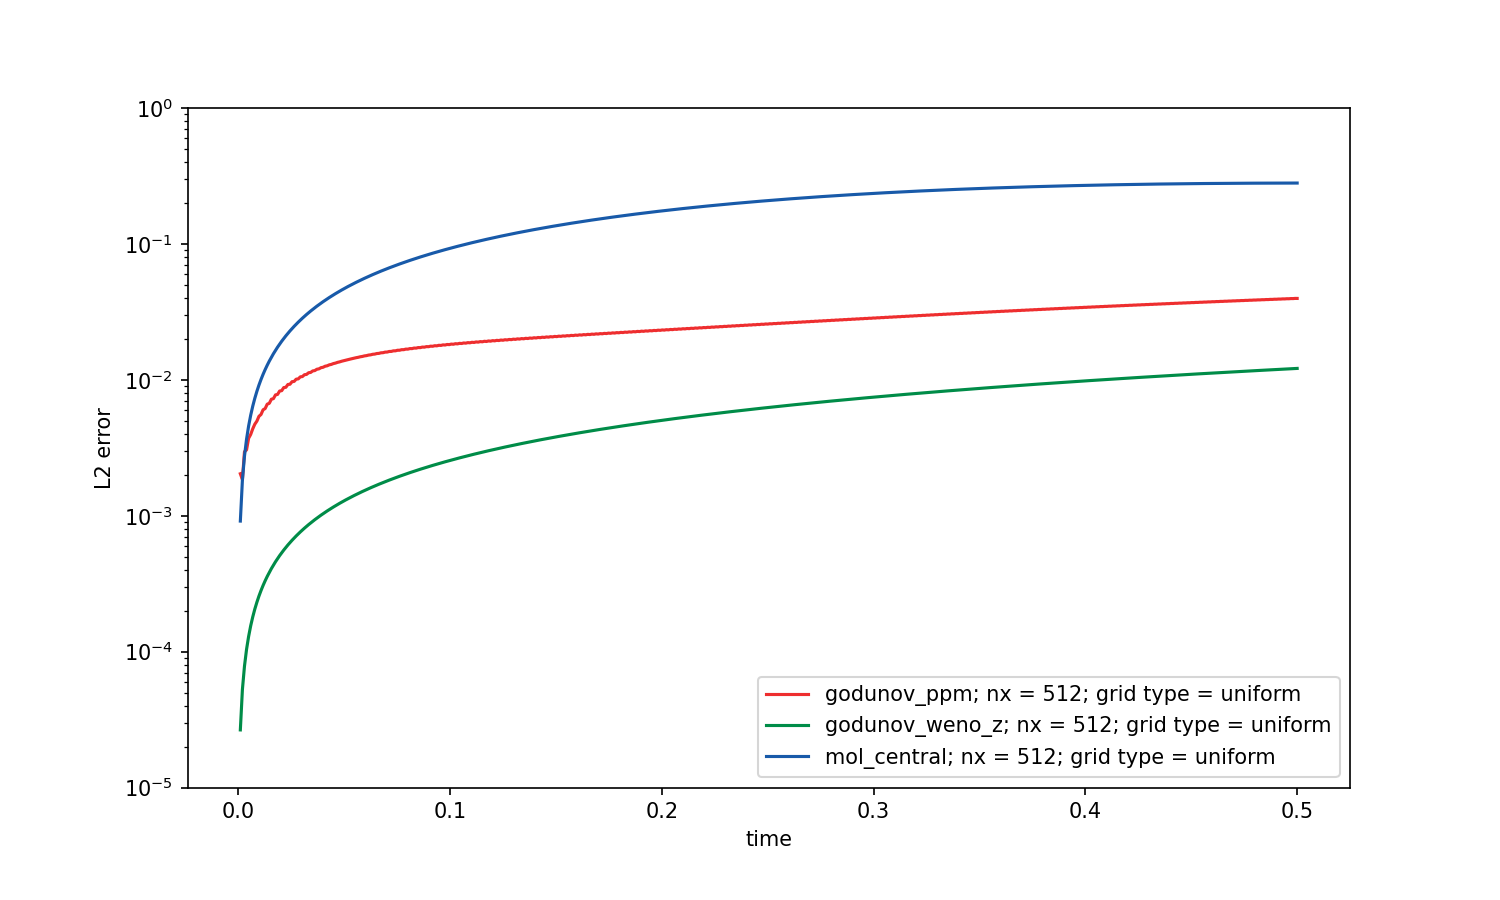 10⁰
10⁻¹
10⁻²
10⁻³
10⁻⁴
10⁻⁵
L2 error
godunov_ppm; nx = 512; grid type = uniform
godunov_weno_z; nx = 512; grid type = uniform
mol_central; nx = 512; grid type = uniform
0.0 0.1 0.2 0.3 0.4 0.5
time